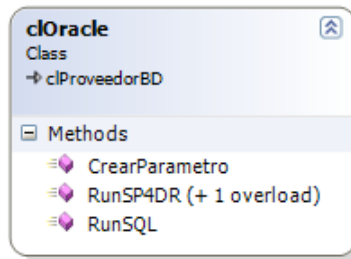 clOracle
Class
clProveedorBD
Methods
CrearParametro
RunSP4DR (+ 1 overload)
RunSQL